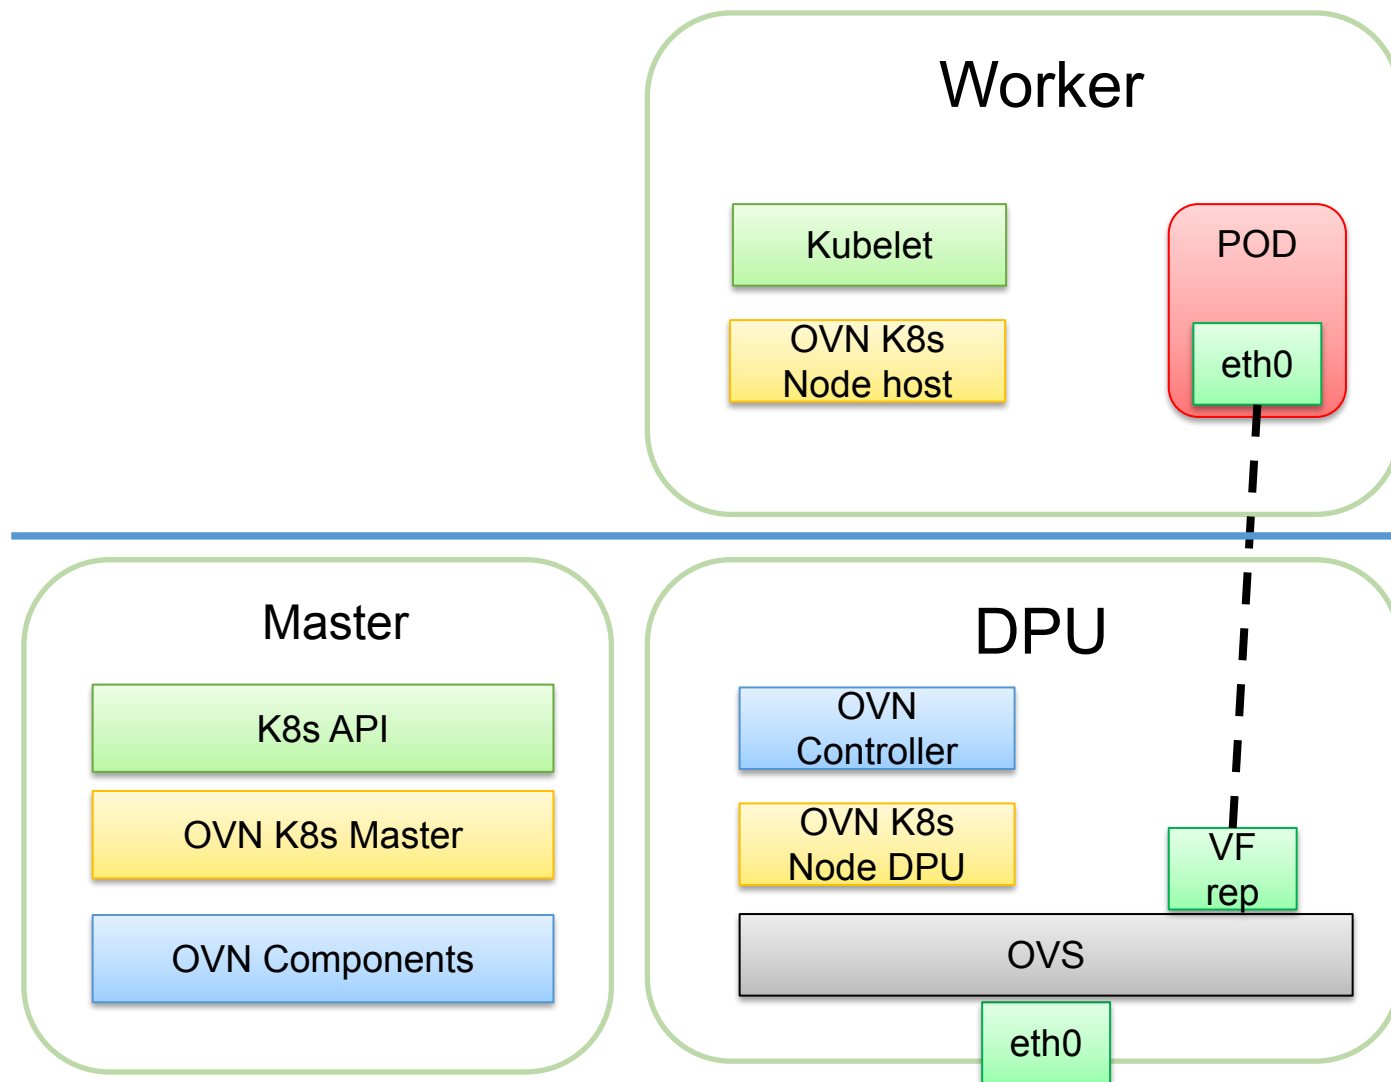 Worker
Kubelet
OVN K8s
Node host
POD
eth0
Master
K8s API
OVN K8s Master
OVN Components
DPU
OVN
Controller
OVN K8s
Node DPU
VF
rep
OVS
eth0